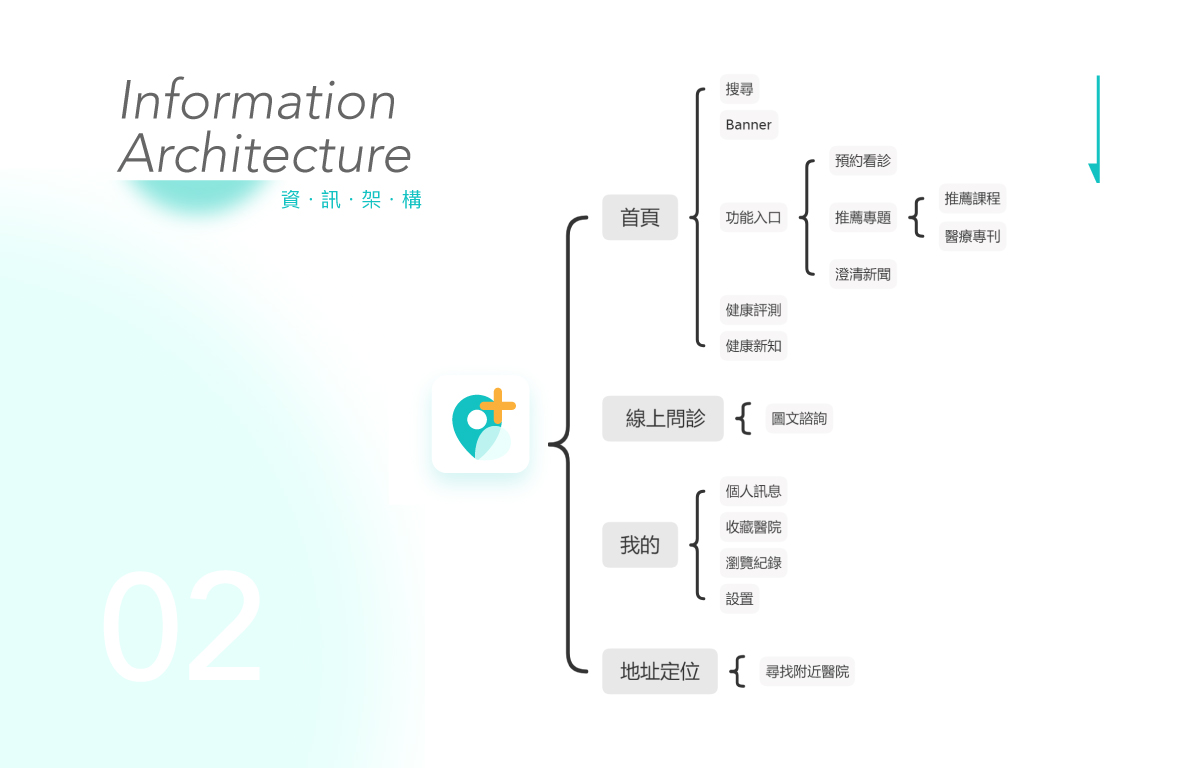 Information
Architecture
資·訊·架·構
02
首頁
搜尋
Banner
功能入口
預約看診
推薦專題
推薦課程
醫療專刊
澄清新聞
健康評測
健康新知
線上問診
圖文諮詢
我的
個人訊息
收藏醫院
瀏覽紀錄
設置
地址定位
尋找附近醫院